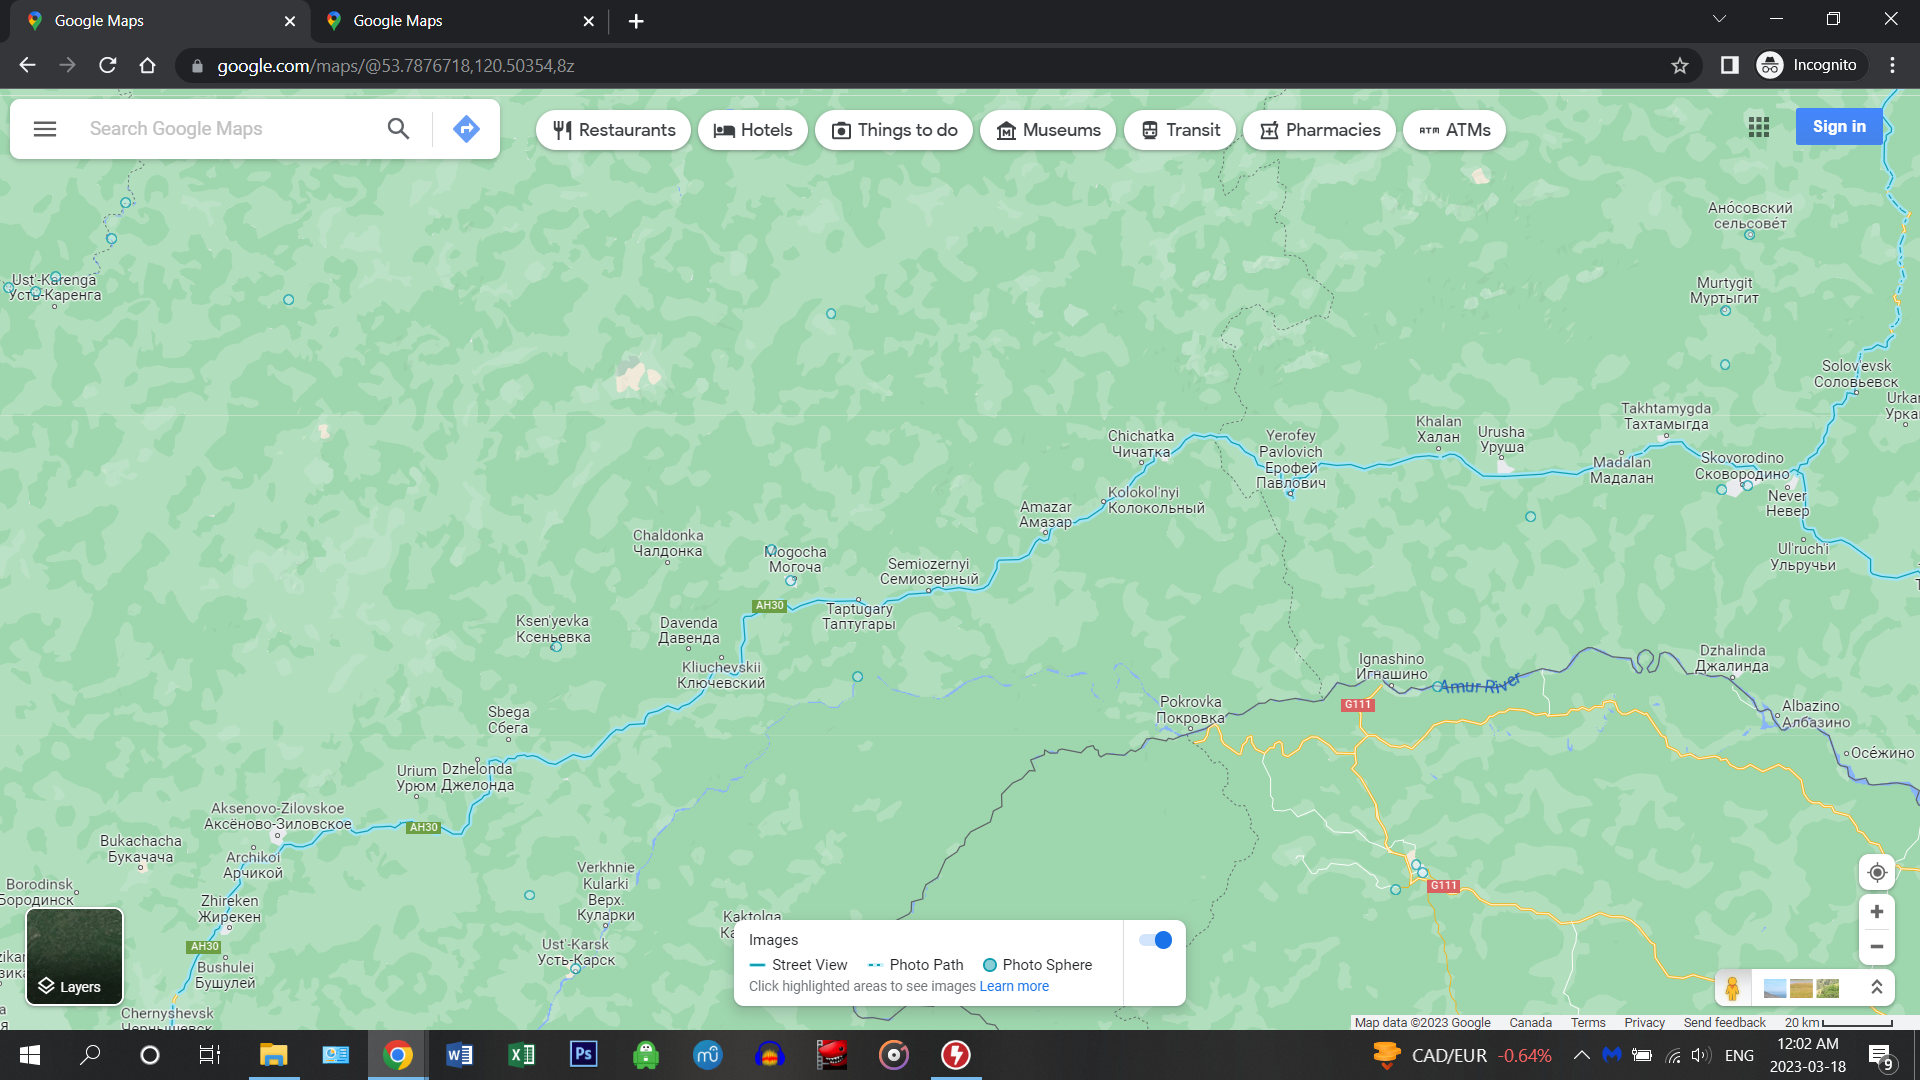 Google Maps
Google Maps
google.com/maps/@53.7876718,120.50354,8z
Incognito
Search Google Maps
Restaurants
Hotels
Things to do
Museums
Transit
Pharmacies
ATM ATMs
Sign in
Ано́совский
сельсове́т
Ust'-Karenga
Усть-Каренга
Murtygit
Муртыгит
Solov'evsk
Соловьевск
Takhtamygda
Тахтамыгда
Khalan
Халан
Urusha
Уруша
Chichatka
Чичатка
Yerofey
Pavlovich
Ерофей
Павлович
Madalan
Мадалан
Skovorodino
Сковородино
Never
Невер
Kolokol'nyi
Колокольный
Amazar
Амазар
Chaldonka
Чалдонка
Mogocha
Могоча
Semiozernyi
Семиозерный
Ul'ruch'i
Ульручьи
AH30
Taptugary
Таптугары
Ksen'yevka
Ксеньевка
Davenda
Давенда
Kliuchevskii
Ключевский
Ignashino
Игнашино
Amur River
Dzhalinda
Джалинда
G111
Pokrovka
Покровка
Albazino
Албазино
Sbega
Сбега
Осе́жино
Urium
Урюм
Dzhelonda
Джелонда
Aksenovo-Zilovskoe
Аксёново-Зиловское
AH30
Bukachacha
Букачача
Archikoi
Арчикой
Verkhnie
Kularki
Верх.
Куларки
G111
Borodinsk
Бородинск
Zhireken
Жирекен
Kaktolga
AH30
Ust'-Karsk
Усть-Карск
Bushulei
Бушулей
Chernyshevsk
Чернышевск
Layers
Images
Street View
Photo Path
Photo Sphere
Click highlighted areas to see images Learn more
Map data ©2023 Google
Canada
Terms
Privacy
Send feedback
20 km
CAD/EUR -0.64%
ENG
12:02 AM
2023-03-18
9